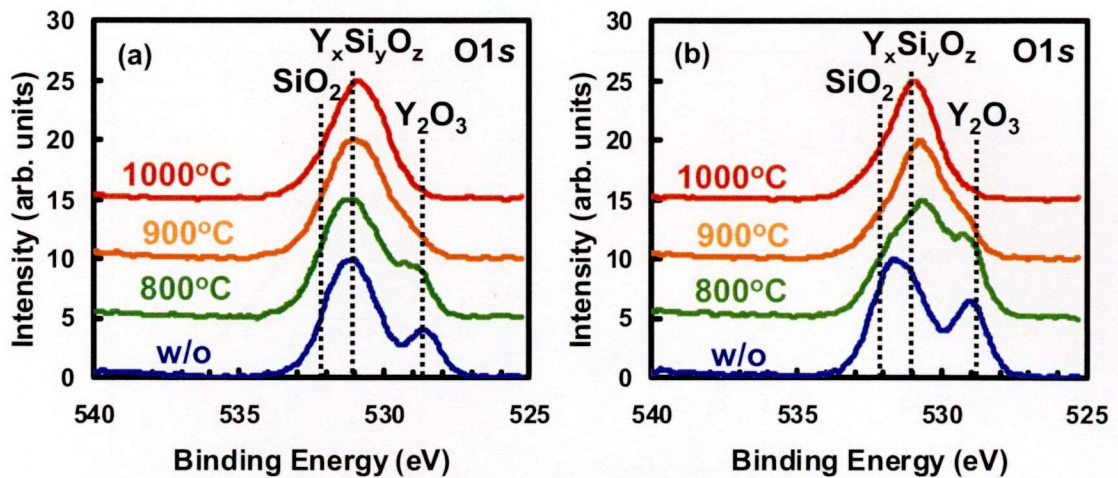 30
25
20
15
10
5
0
Intensity (arb. units)
(a)
YₓSiᵧO_z
O1s
SiO₂
Y₂O₃
1000°C
900°C
800°C
w/o
540
535
530
525
Binding Energy (eV)
30
25
20
15
10
5
0
Intensity (arb. units)
(b)
YₓSiᵧO_z
O1s
SiO₂
Y₂O₃
1000°C
900°C
800°C
w/o
540
535
530
525
Binding Energy (eV)